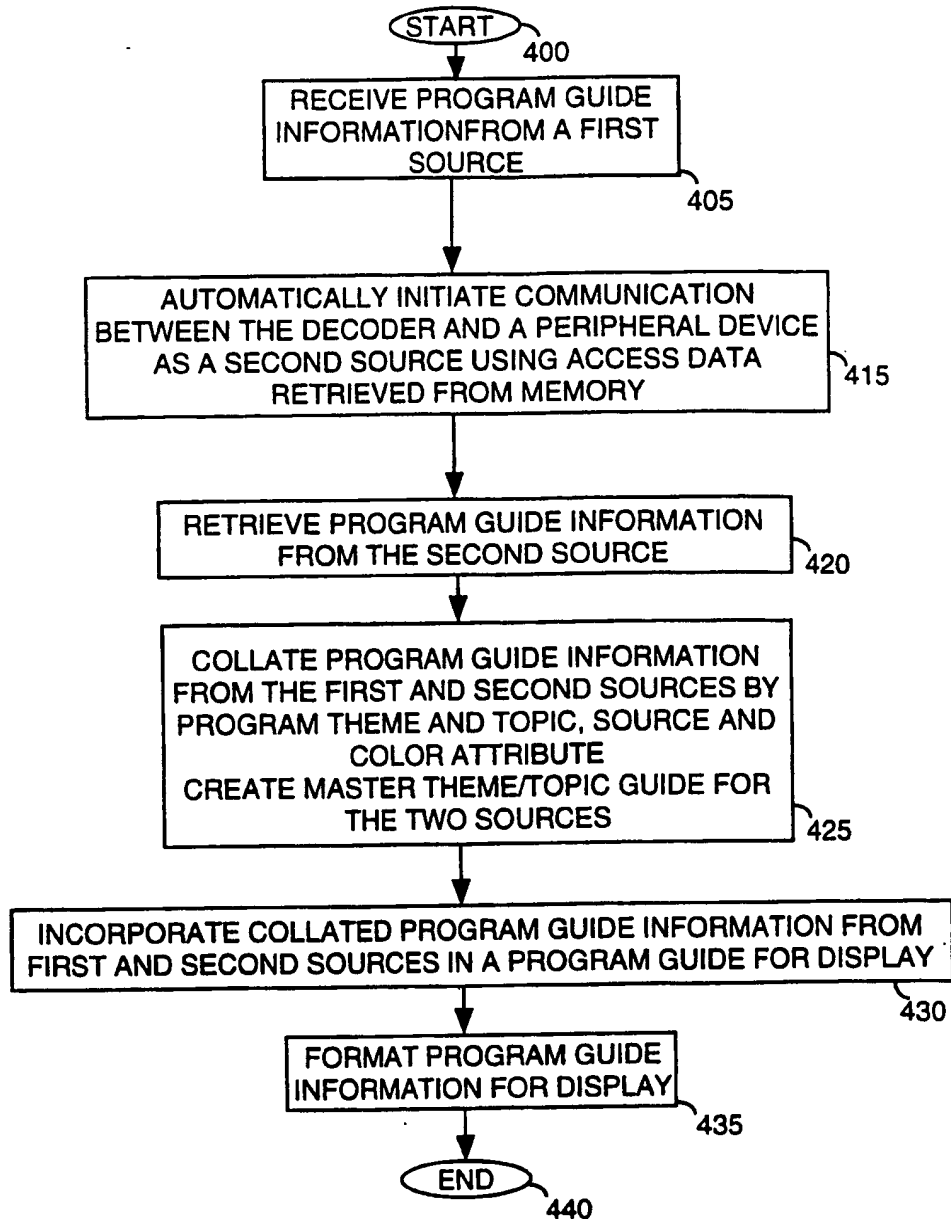 START
400
RECEIVE PROGRAM GUIDE
INFORMATIONFROM A FIRST
SOURCE
405
AUTOMATICALLY INITIATE COMMUNICATION
BETWEEN THE DECODER AND A PERIPHERAL DEVICE
AS A SECOND SOURCE USING ACCESS DATA
RETRIEVED FROM MEMORY
415
RETRIEVE PROGRAM GUIDE INFORMATION
FROM THE SECOND SOURCE
420
COLLATE PROGRAM GUIDE INFORMATION
FROM THE FIRST AND SECOND SOURCES BY
PROGRAM THEME AND TOPIC, SOURCE AND
COLOR ATTRIBUTE
CREATE MASTER THEME/TOPIC GUIDE FOR
THE TWO SOURCES
425
INCORPORATE COLLATED PROGRAM GUIDE INFORMATION FROM
FIRST AND SECOND SOURCES IN A PROGRAM GUIDE FOR DISPLAY
430
FORMAT PROGRAM GUIDE
INFORMATION FOR DISPLAY
435
END
440